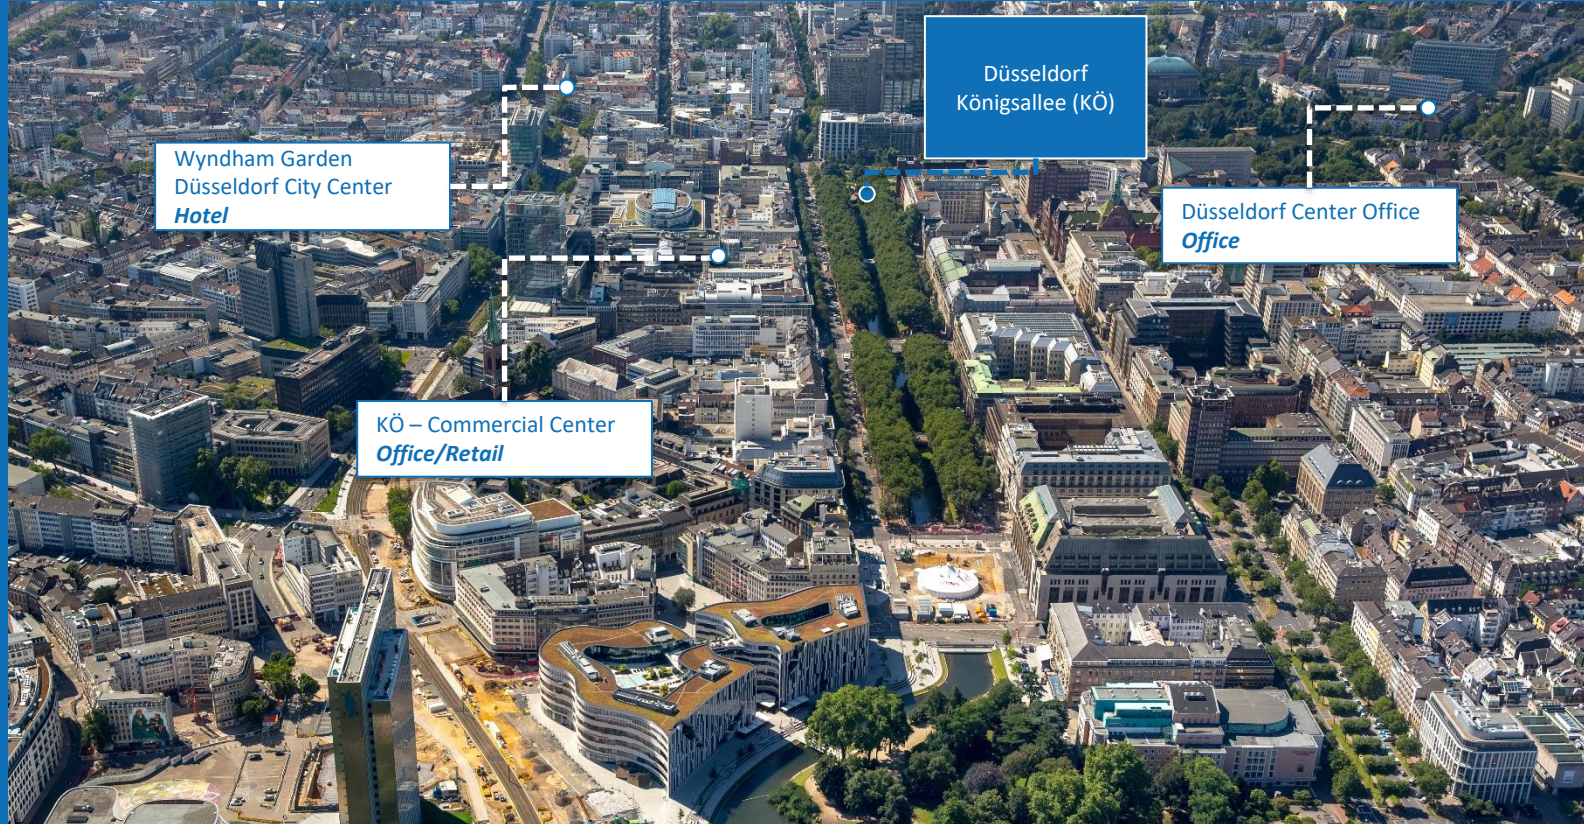 Düsseldorf
Königsallee (KÖ)
Wyndham Garden
Düsseldorf City Center
Hotel
Düsseldorf Center Office
Office
KÖ – Commercial Center
Office/Retail